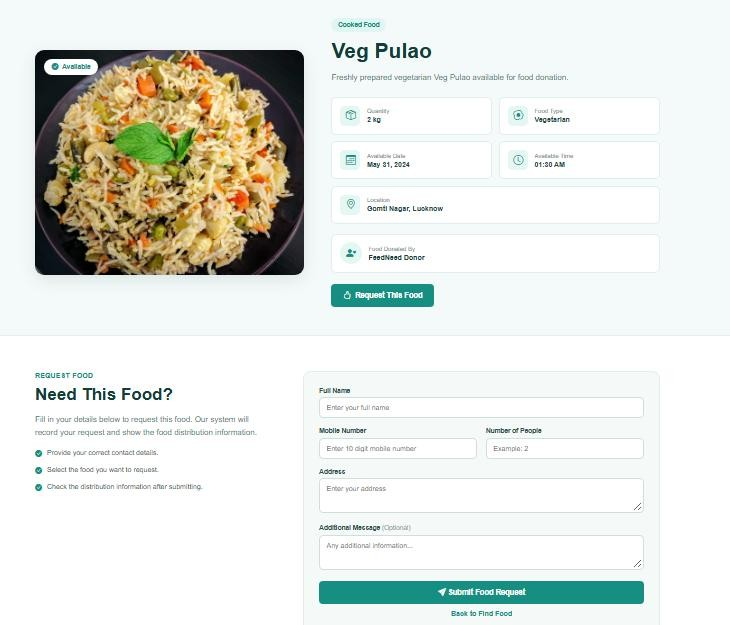 Cooked Food
Available
Veg Pulao
Freshly prepared vegetarian Veg Pulao available for food donation.
Quantity
2 kg
Food Type
Vegetarian
Available Date
May 31, 2024
Available Time
01:30 AM
Location
Gomti Nagar, Lucknow
Food Donated By
FeedNeed Donor
Request This Food
REQUEST FOOD
Need This Food?
Fill in your details below to request this food. Our system will
record your request and show the food distribution information.
Provide your correct contact details.
Select the food you want to request.
Check the distribution information after submitting.
Full Name
Enter your full name
Mobile Number
Enter 10 digit mobile number
Number of People
Example: 2
Address
Enter your address
Additional Message (Optional)
Any additional information...
Submit Food Request
Back to Find Food